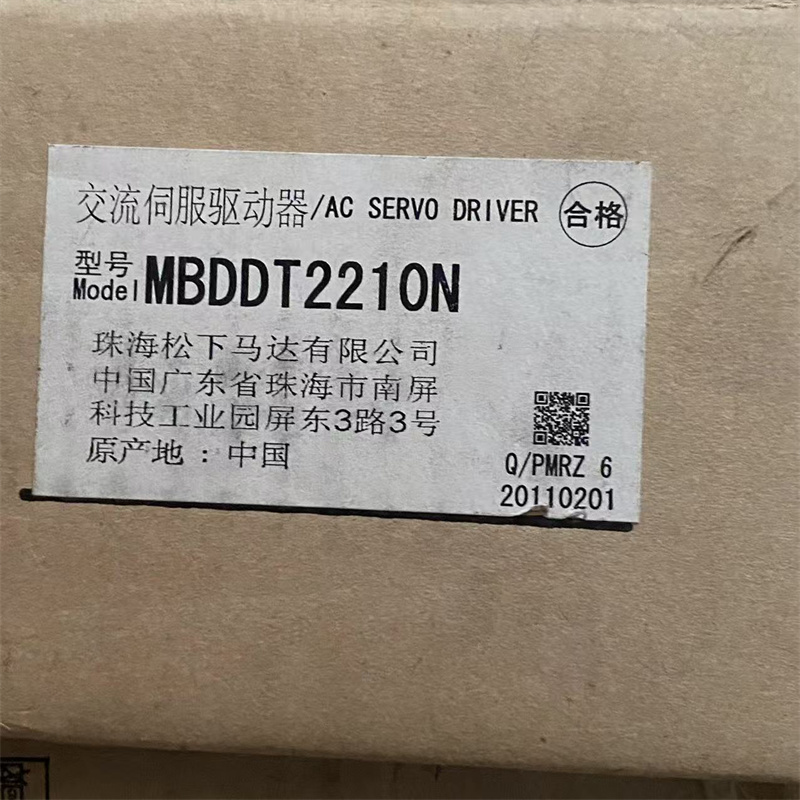 交流伺服驱动器/AC SERVO DRIVER 合格
型号
Model MBDDT2210N
珠海松下马达有限公司
中国广东省珠海市南屏
科技工业园屏东3路3号
原产地：中国
Q/PMRZ 6
20110201